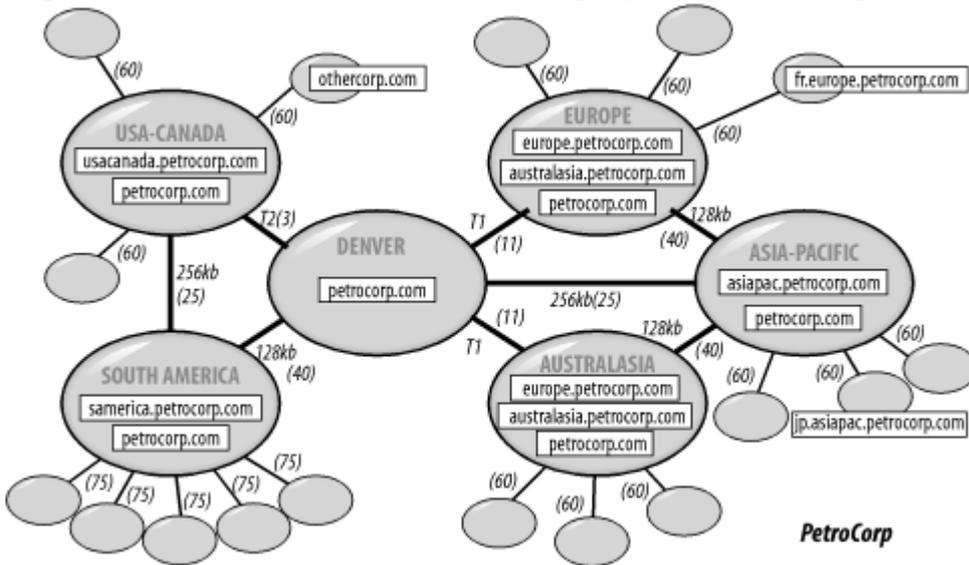 (60)
othercorp.com
(60)
USA-CANADA
usacanada.petrocorp.com
petrocorp.com
(60)
T2(3)
256kb
(25)
DENVER
petrocorp.com
(60)
(60)
fr.europe.petrocorp.com
(60)
EUROPE
europe.petrocorp.com
australasia.petrocorp.com
petrocorp.com
T1
(11)
128kb
(40)
ASIA-PACIFIC
asiapac.petrocorp.com
petrocorp.com
256kb(25)
(11)
T1
128kb
(40)
128kb
(40)
SOUTH AMERICA
samerica.petrocorp.com
petrocorp.com
(75)
(75)
(75)
(75)
(75)
AUSTRALASIA
europe.petrocorp.com
australasia.petrocorp.com
petrocorp.com
(60)
(60)
(60)
(60)
(60)
(60)
jp.asiapac.petrocorp.com
PetroCorp